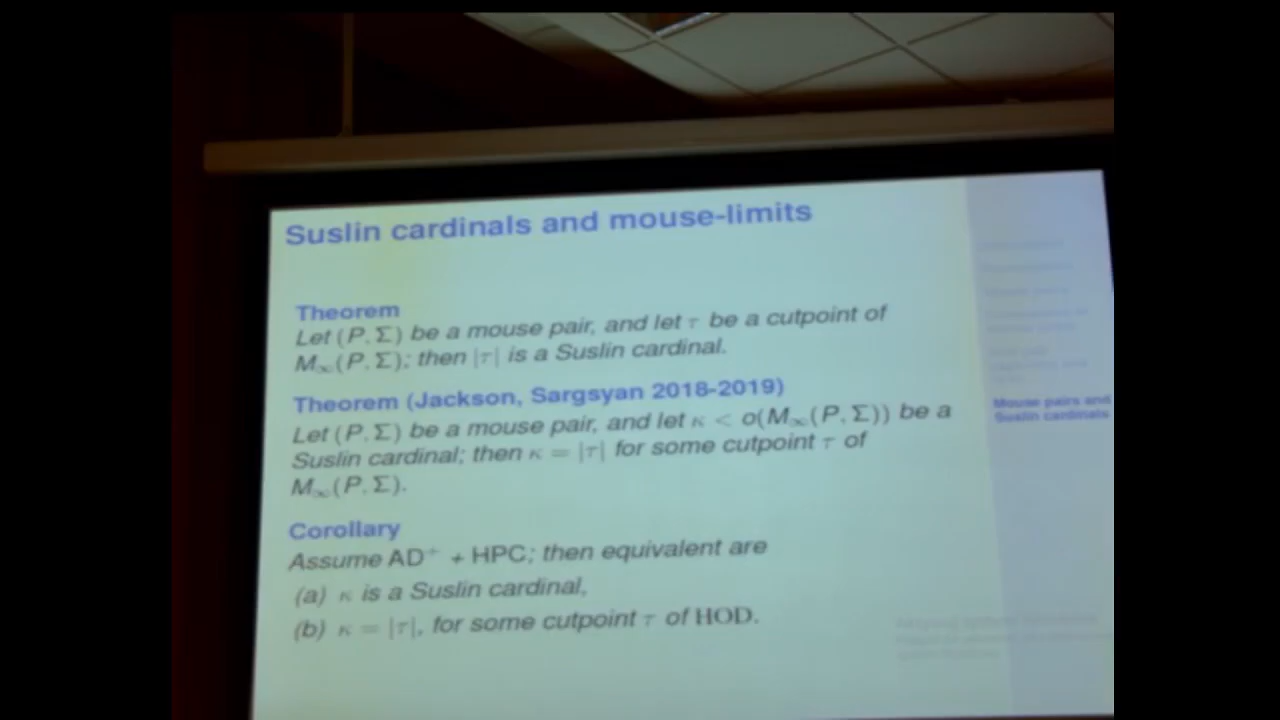 Suslin cardinals and mouse-limits
Theorem
Let (P, Σ) be a mouse pair, and let τ be a cutpoint of
M∞(P, Σ); then |τ| is a Suslin cardinal.
Theorem (Jackson, Sargsyan 2018-2019)
Let (P, Σ) be a mouse pair, and let κ < o(M∞(P, Σ)) be a
Suslin cardinal; then κ = |τ| for some cutpoint τ of
M∞(P, Σ).
Corollary
Assume AD⁺ + HPC; then equivalent are
(a) κ is a Suslin cardinal,
(b) κ = |τ|, for some cutpoint τ of HOD.
Mouse pairs and
Suslin cardinals